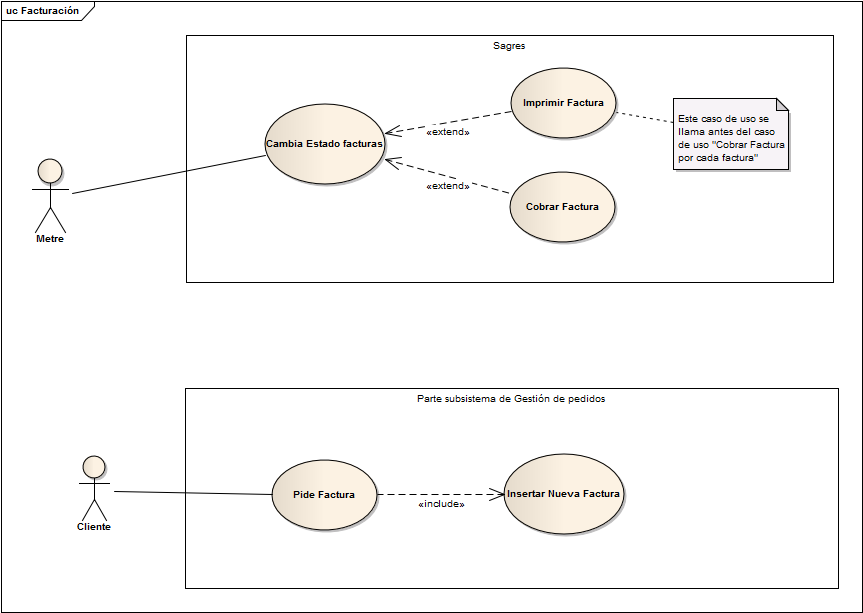 uc Facturación
Sagres
Imprimir Factura
Cambia Estado facturas
«extend»
Este caso de uso se
llama antes del caso
de uso "Cobrar Factura
por cada factura"
«extend»
Cobrar Factura
Metre
Parte subsistema de Gestión de pedidos
Pide Factura
«include»
Insertar Nueva Factura
Cliente